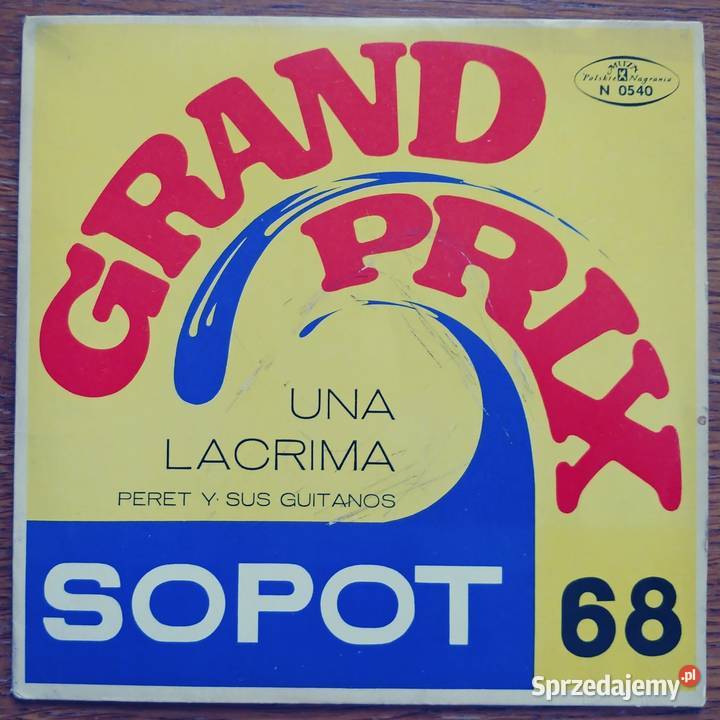 GRAND
PRIX
MUZA
Polskie Nagrania
N 0540
UNA
LACRIMA
PERET Y SUS GUITANOS
SOPOT 68
Sprzedajemy.pl